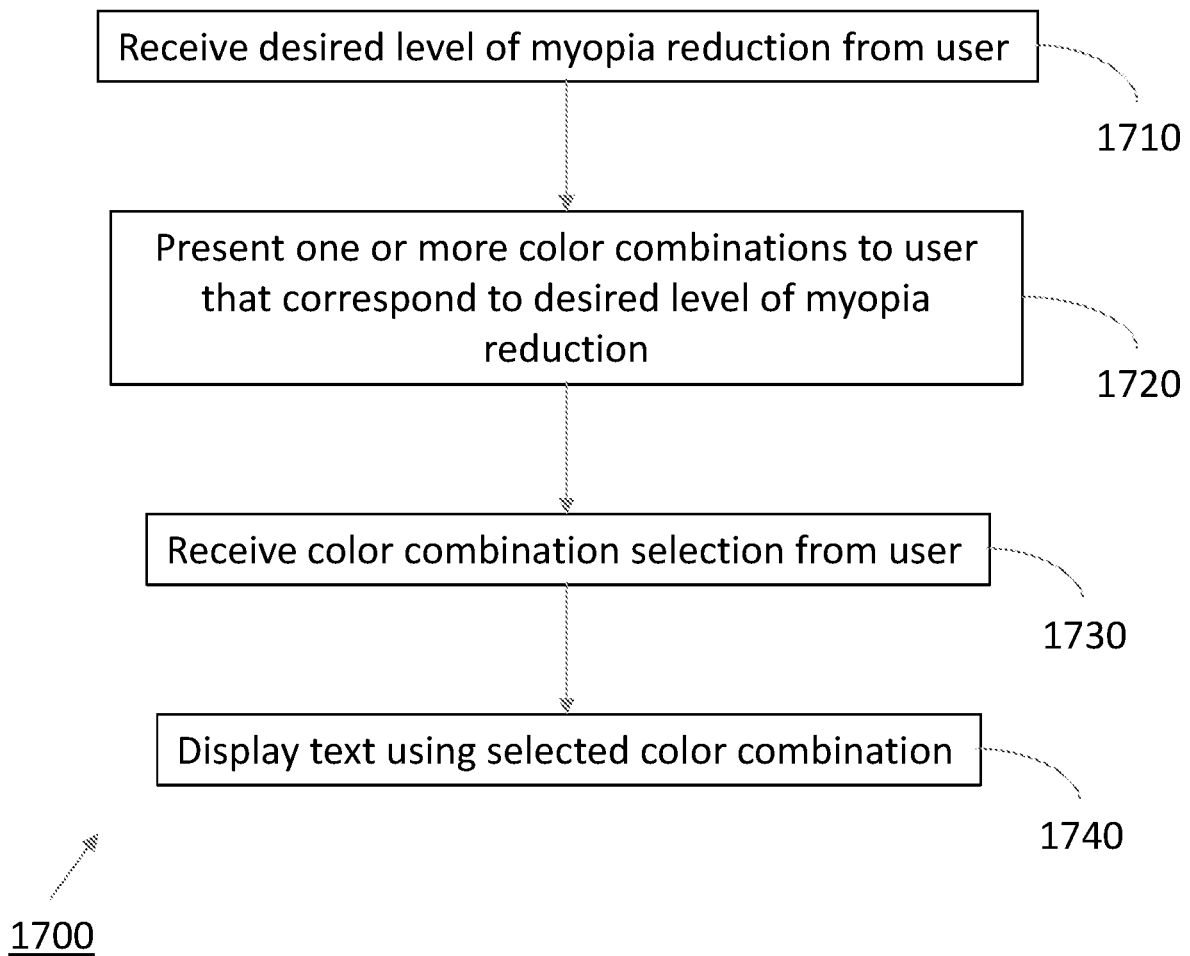 Receive desired level of myopia reduction from user
1710
Present one or more color combinations to user
that correspond to desired level of myopia
reduction
1720
Receive color combination selection from user
1730
Display text using selected color combination
1740
1700